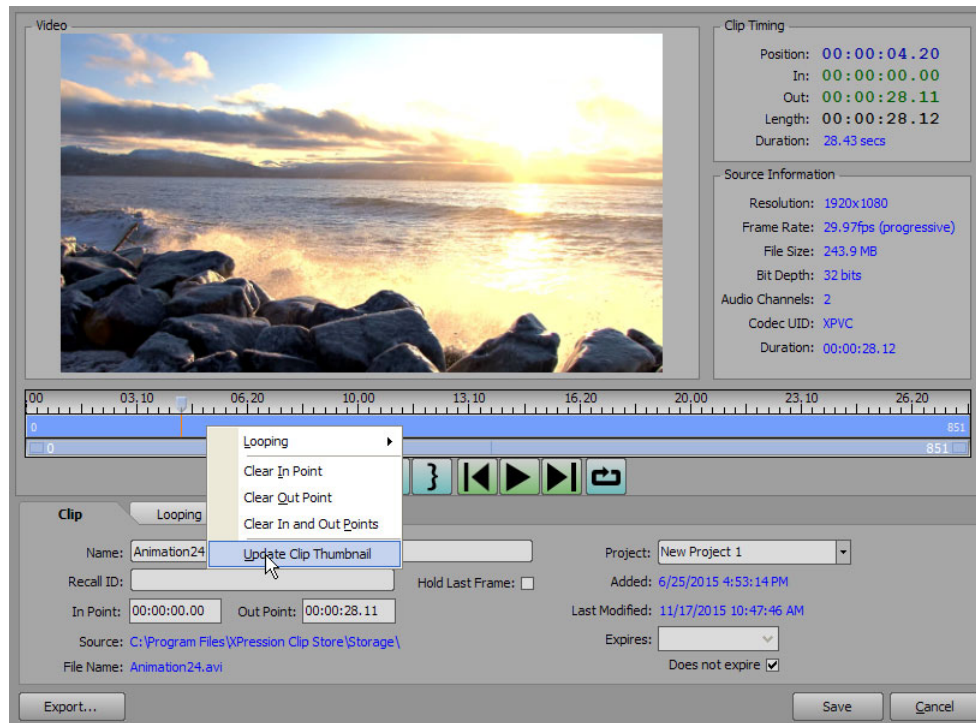 Video
Clip Timing
Position: 00:00:04.20
In: 00:00:00.00
Out: 00:00:28.11
Length: 00:00:28.12
Duration: 28.43 secs
Source Information
Resolution: 1920x1080
Frame Rate: 29.97fps (progressive)
File Size: 243.9 MB
Bit Depth: 32 bits
Audio Channels: 2
Codec UID: XPVC
Duration: 00:00:28.12
;00 03;10 06;20 10;00 13;10 16;20 20;00 23;10 26;20
0 851
0 851
Looping
Clear In Point
Clear Out Point
Clear In and Out Points
Update Clip Thumbnail
Clip Looping
Name: Animation24
Project: New Project 1
Recall ID: Hold Last Frame:
Added: 6/25/2015 4:53:14 PM
In Point: 00:00:00.00 Out Point: 00:00:28.11
Last Modified: 11/17/2015 10:47:46 AM
Source: C:\Program Files\XPression Clip Store\Storage\
Expires:
File Name: Animation24.avi
Does not expire
Export... Save Cancel